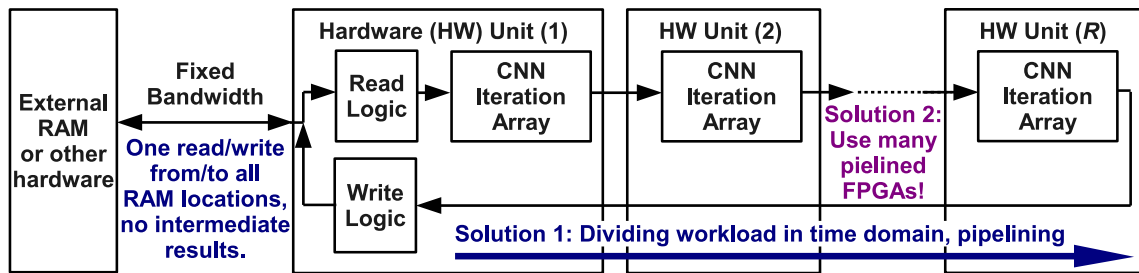 External
RAM
or other
hardware
Fixed
Bandwidth
One read/write
from/to all
RAM locations,
no intermediate
results.
Hardware (HW) Unit (1)
Read
Logic
CNN
Iteration
Array
Write
Logic
HW Unit (2)
CNN
Iteration
Array
Solution 2:
Use many
pielined
FPGAs!
HW Unit (R)
CNN
Iteration
Array
Solution 1: Dividing workload in time domain, pipelining